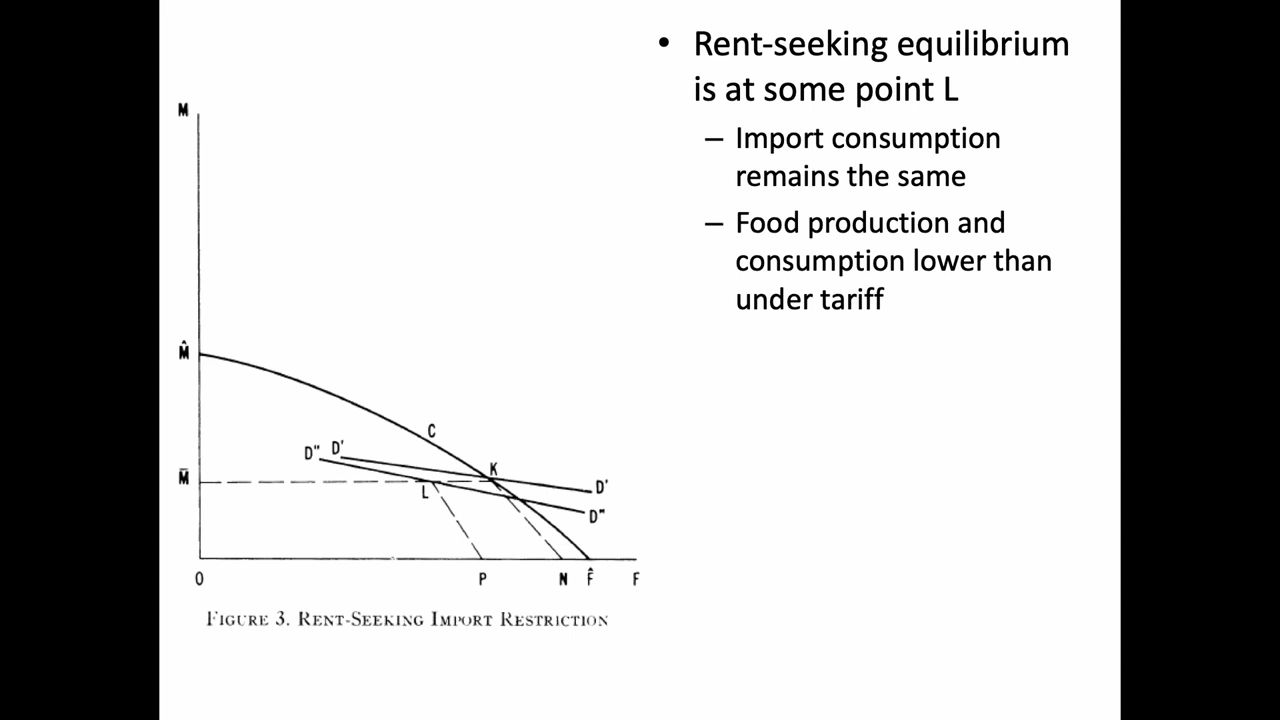 • Rent-seeking equilibrium
is at some point L
– Import consumption
remains the same
– Food production and
consumption lower than
under tariff
M
M̂
C
D" D'
K
M̄
L
D'
D"
O P N F̂ F
FIGURE 3. RENT-SEEKING IMPORT RESTRICTION